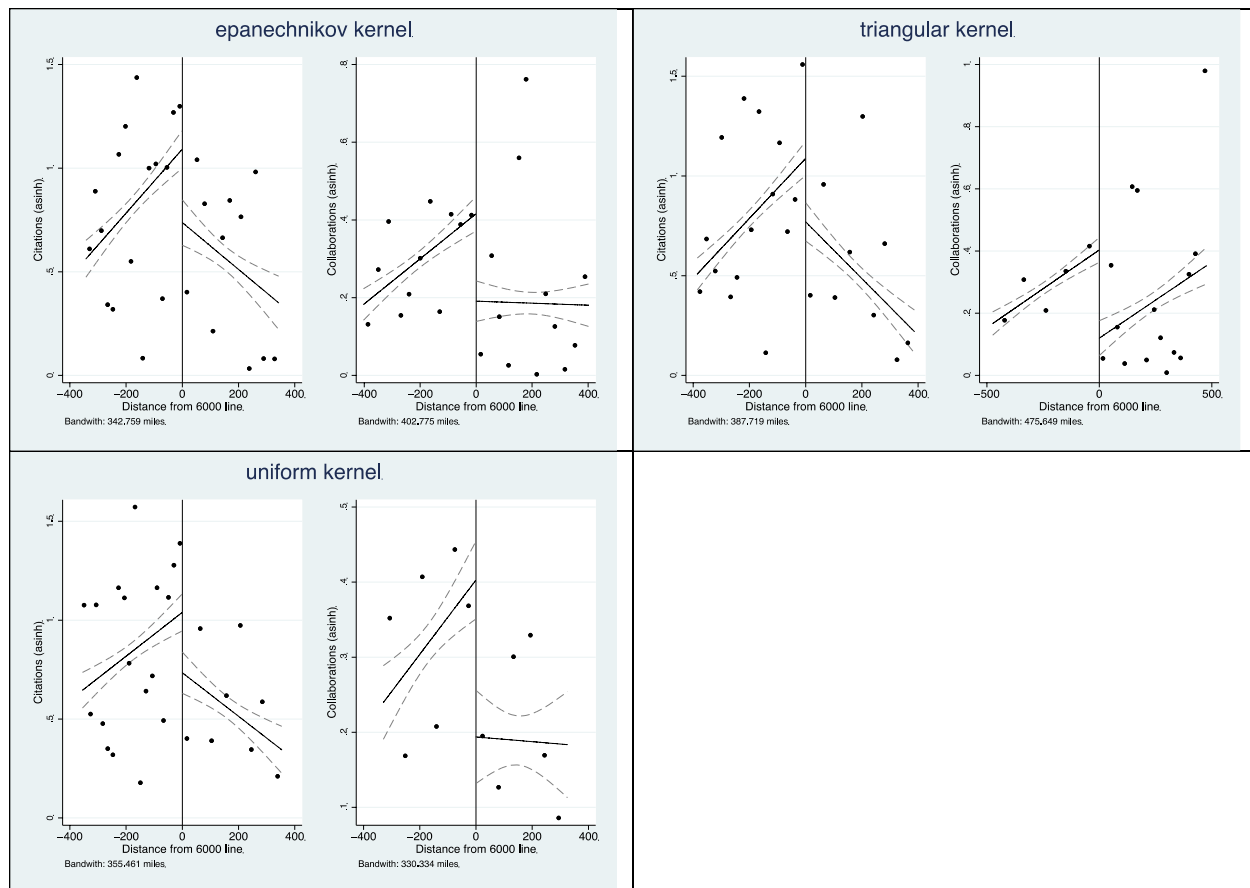 epanechnikov kernel.
Citations (asinh).
1.5.
1.
.5.
0.
−400 −200 0 200 400.
Distance from 6000 line.
Bandwith: 342.759 miles.
Collaborations (asinh).
.8.
.6.
.4.
.2.
0.
−400 −200 0 200 400.
Distance from 6000 line.
Bandwith: 402.775 miles.
triangular kernel.
Citations (asinh).
1.5.
1.
.5.
0.
−400 −200 0 200 400.
Distance from 6000 line.
Bandwith: 387.719 miles.
Collaborations (asinh).
1.
.8.
.6.
.4.
.2.
0.
−500 0 500.
Distance from 6000 line.
Bandwith: 475.649 miles.
uniform kernel.
Citations (asinh).
1.5.
1.
.5.
0.
−400 −200 0 200 400.
Distance from 6000 line.
Bandwith: 355.461 miles.
Collaborations (asinh).
.5.
.4.
.3.
.2.
.1.
−400 −200 0 200 400.
Distance from 6000 line.
Bandwith: 330.334 miles.